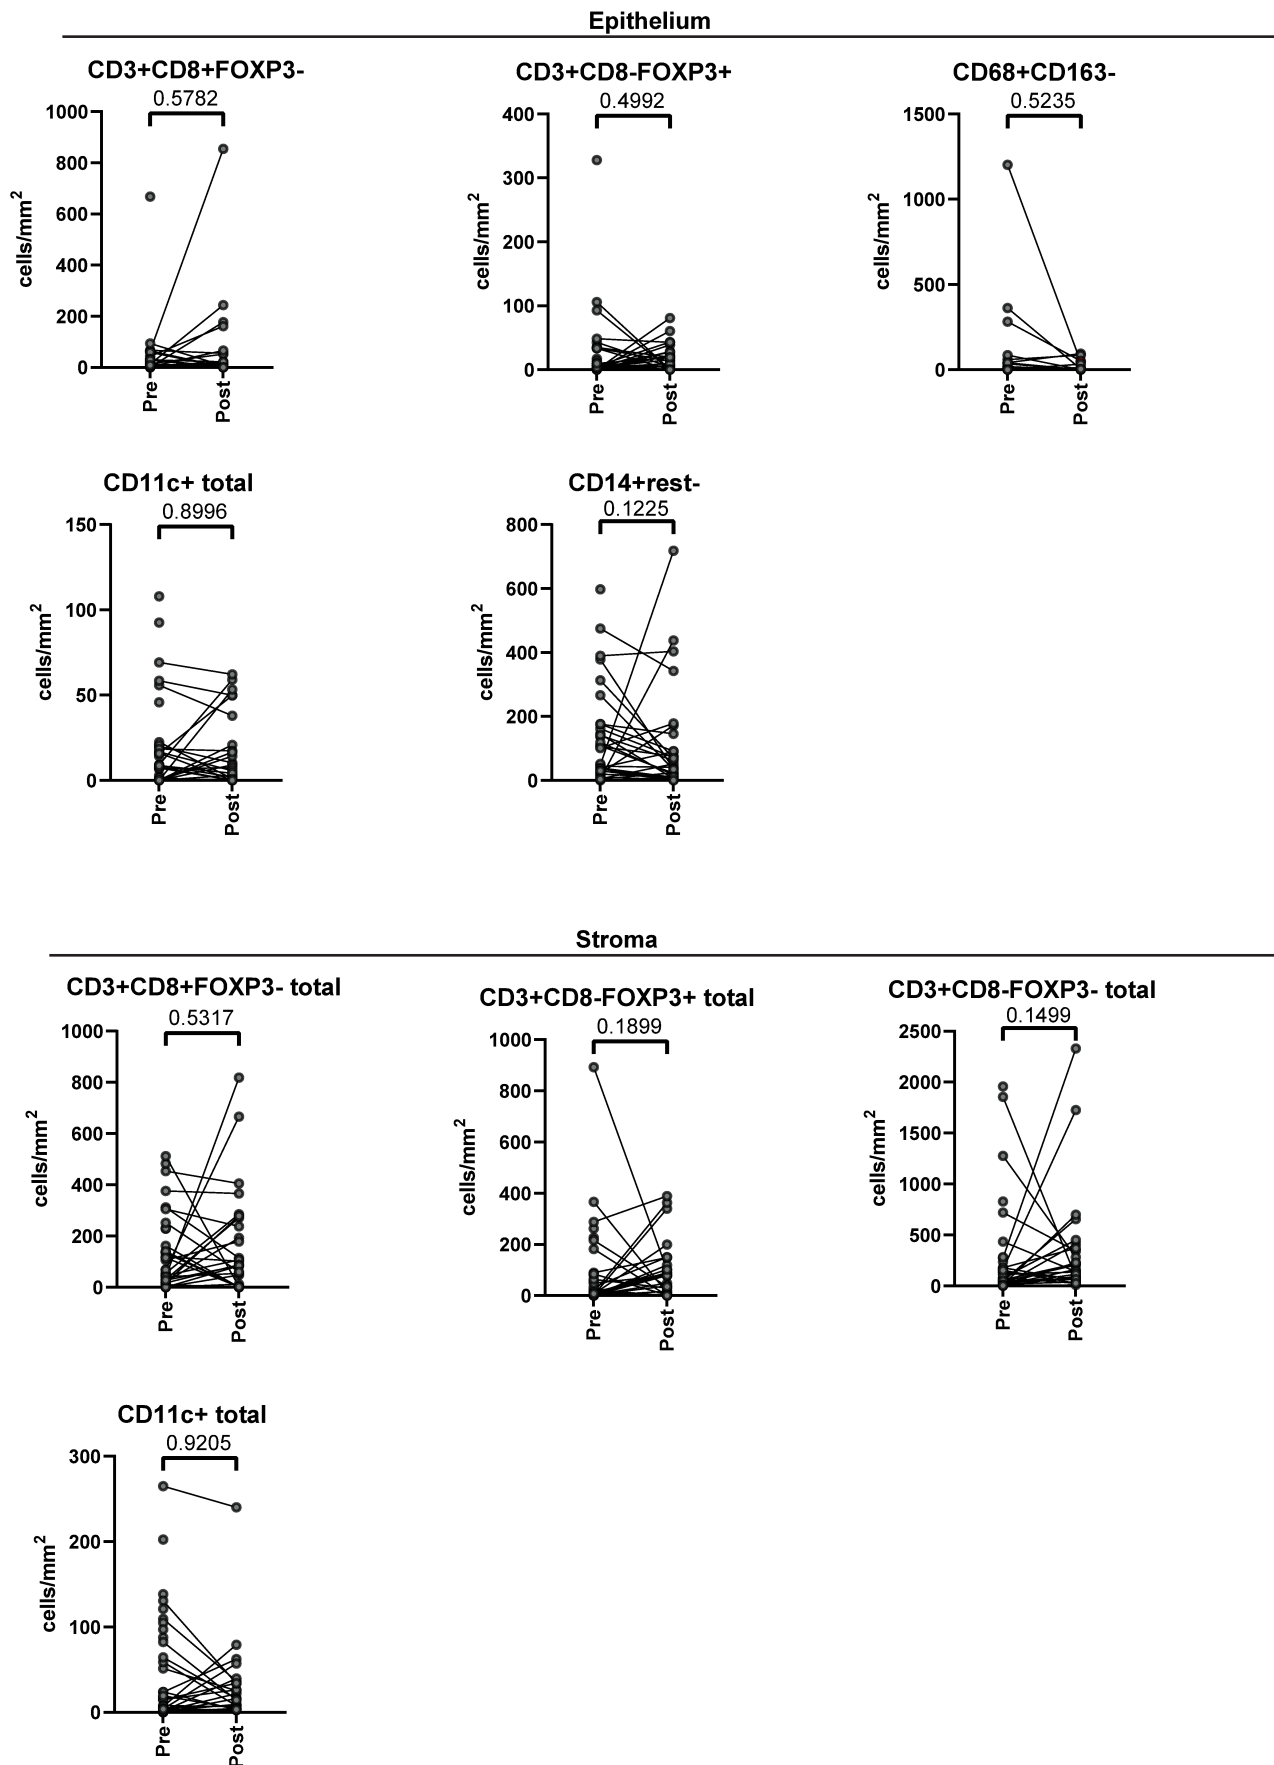 Epithelium
CD3+CD8+FOXP3-
0.5782
1000
800
600
400
200
0
cells/mm2
Pre
Post
CD3+CD8-FOXP3+
0.4992
400
300
200
100
0
cells/mm2
Pre
Post
CD68+CD163-
0.5235
1500
1000
500
0
cells/mm2
Pre
Post
CD11c+ total
0.8996
150
100
50
0
cells/mm2
Pre
Post
CD14+rest-
0.1225
800
600
400
200
0
cells/mm2
Pre
Post
Stroma
CD3+CD8+FOXP3- total
0.5317
1000
800
600
400
200
0
cells/mm2
Pre
Post
CD3+CD8-FOXP3+ total
0.1899
1000
800
600
400
200
0
cells/mm2
Pre
Post
CD3+CD8-FOXP3- total
0.1499
2500
2000
1500
1000
500
0
cells/mm2
Pre
Post
CD11c+ total
0.9205
300
200
100
0
cells/mm2
Pre
Post